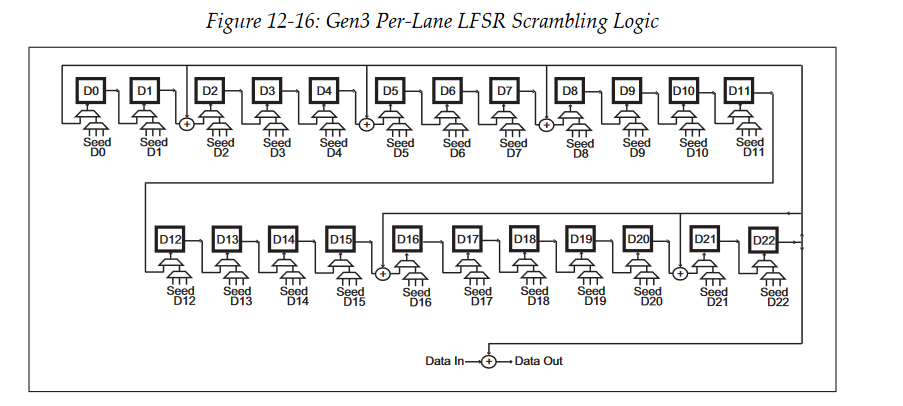 Figure 12-16: Gen3 Per-Lane LFSR Scrambling Logic
D0 D1 D2 D3 D4 D5 D6 D7 D8 D9 D10 D11
+ + +
Seed Seed Seed Seed Seed Seed Seed Seed Seed Seed Seed Seed
D0 D1 D2 D3 D4 D5 D6 D7 D8 D9 D10 D11
D12 D13 D14 D15 D16 D17 D18 D19 D20 D21 D22
+ +
Seed Seed Seed Seed Seed Seed Seed Seed Seed Seed Seed
D12 D13 D14 D15 D16 D17 D18 D19 D20 D21 D22
Data In + Data Out